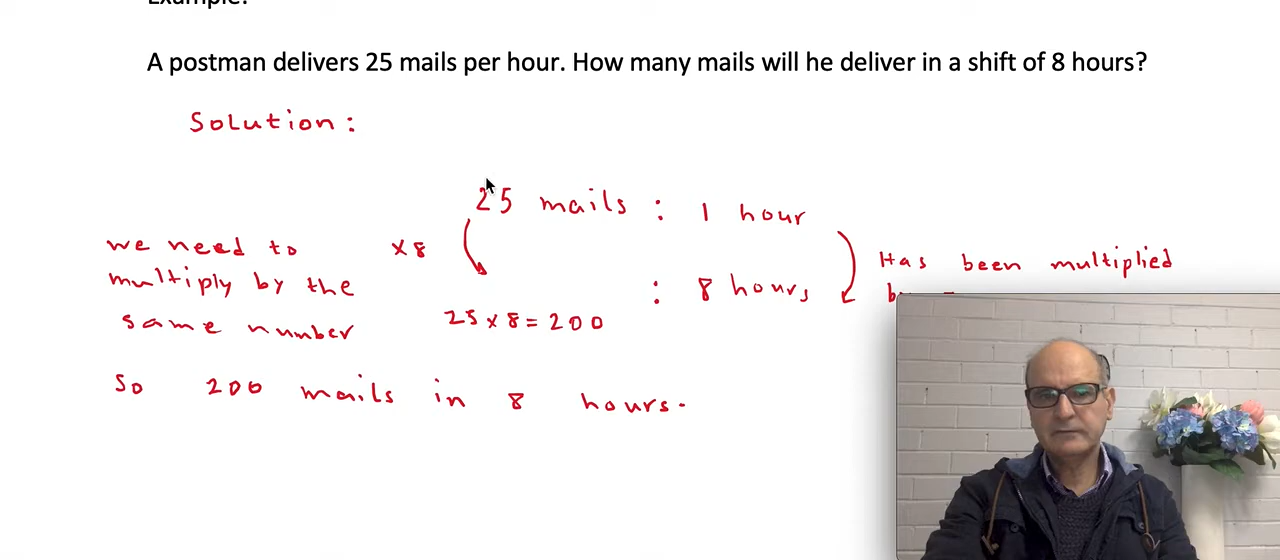 Example:
A postman delivers 25 mails per hour. How many mails will he deliver in a shift of 8 hours?
Solution:
25 mails : 1 hour
we need to multiply by the same number
×8
: 8 hours
Has been multiplied
25 × 8 = 200
So 200 mails in 8 hours.